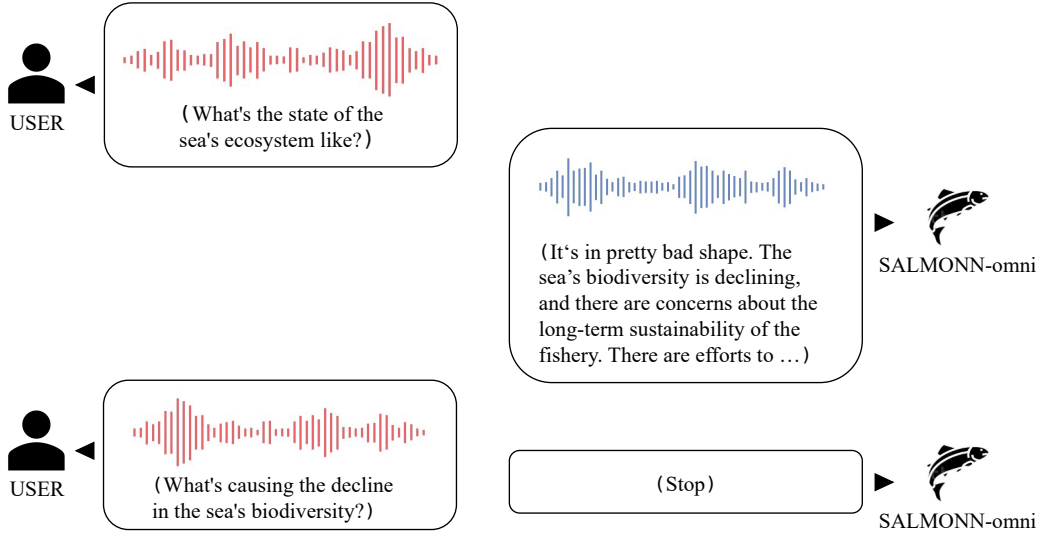 USER
(What's the state of the
sea's ecosystem like?)
(It‘s in pretty bad shape. The
sea’s biodiversity is declining,
and there are concerns about the
long-term sustainability of the
fishery. There are efforts to …)
SALMONN-omni
USER
(What's causing the decline
in the sea's biodiversity?)
(Stop)
SALMONN-omni